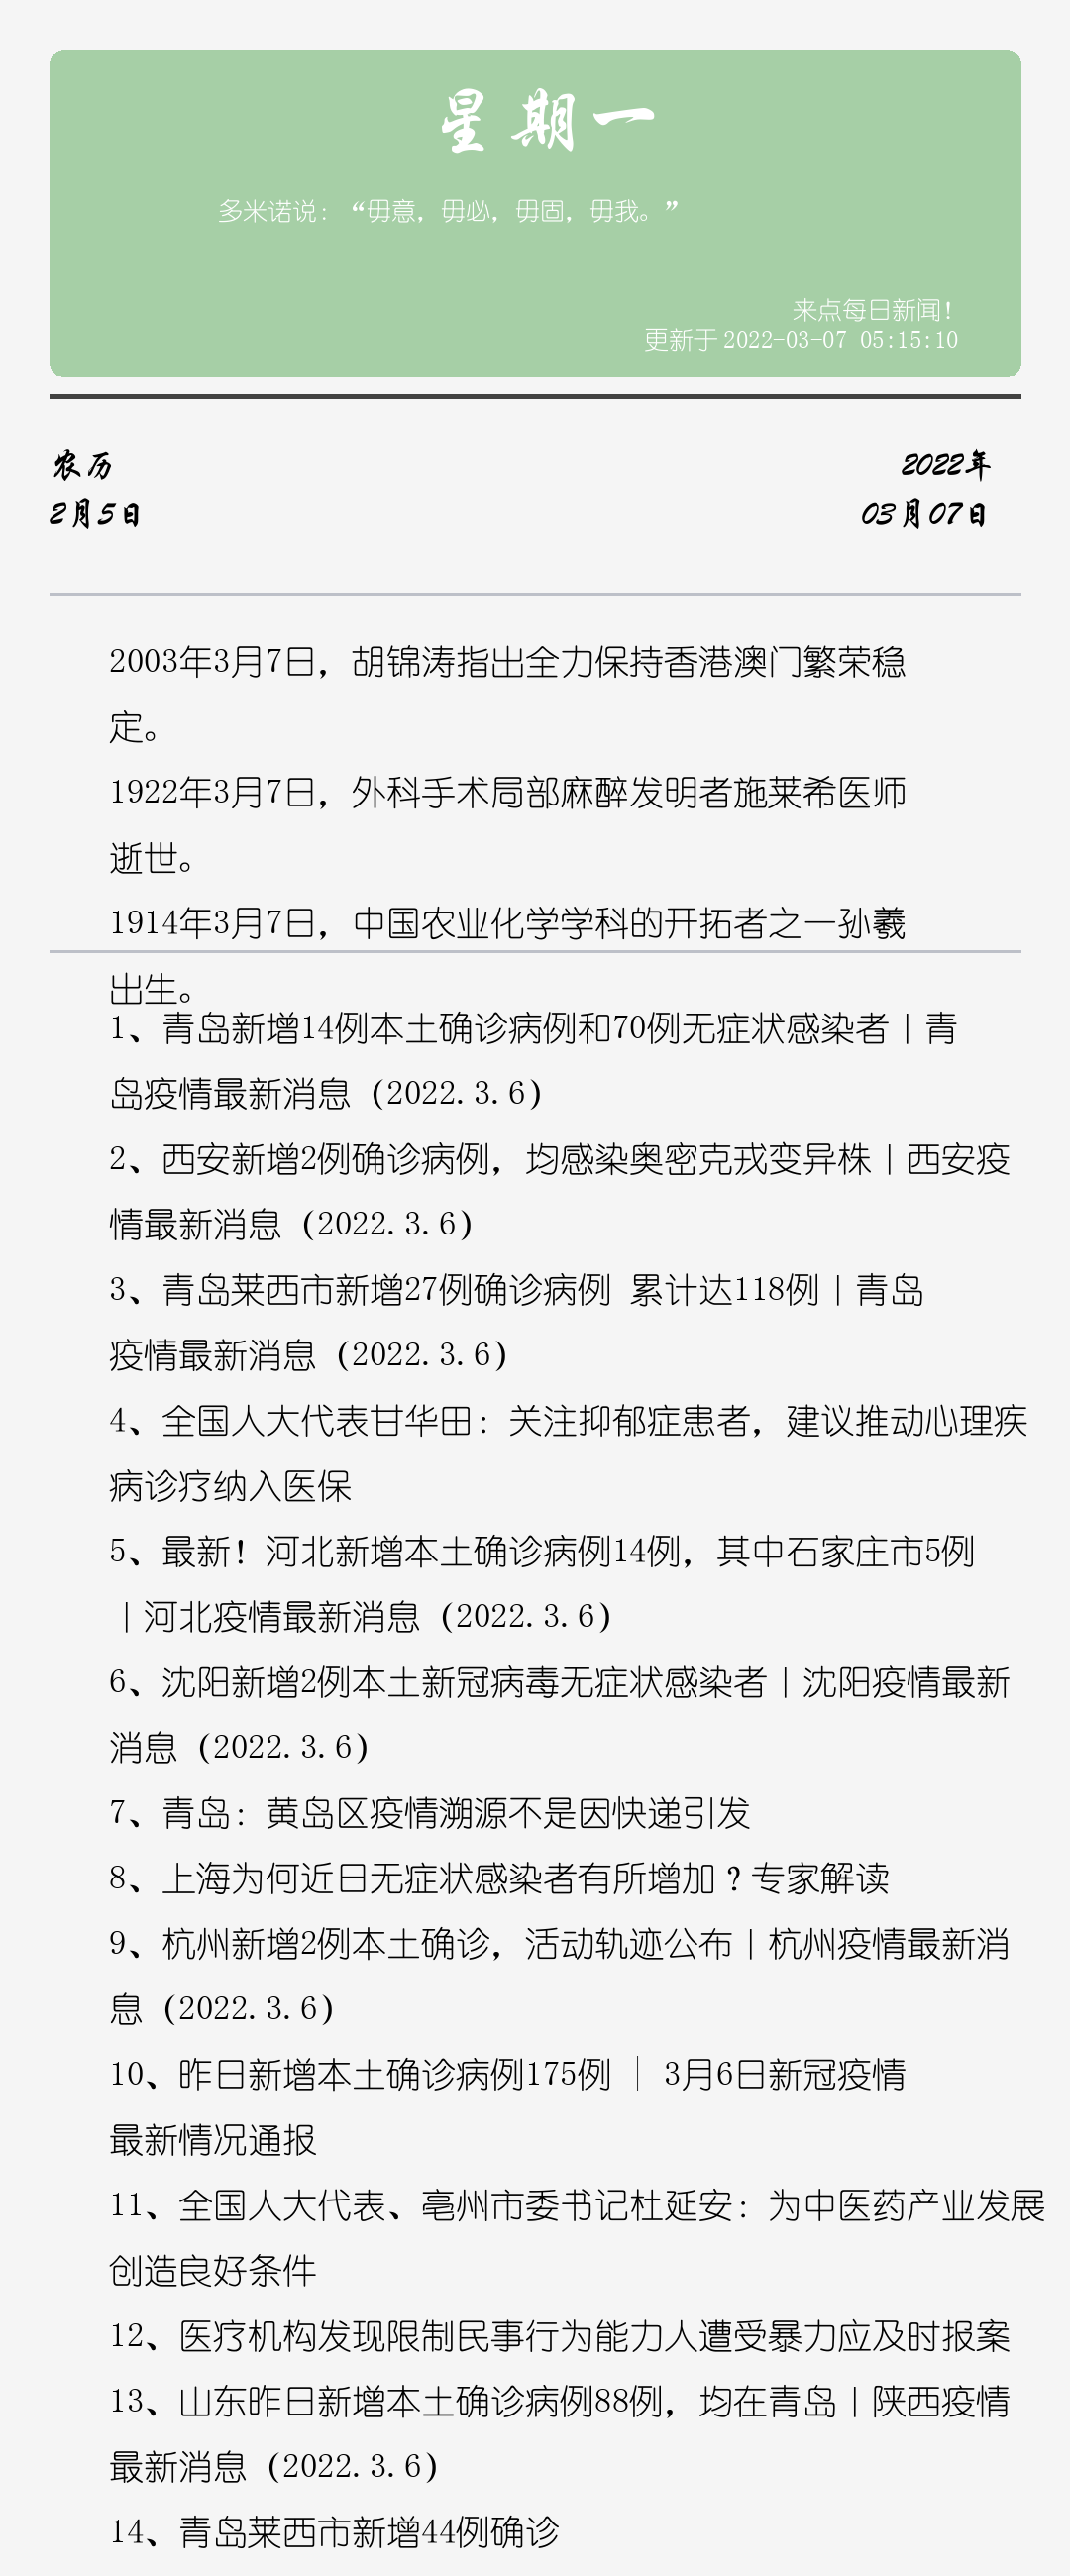 星期一
多米诺说：“毋意，毋必，毋固，毋我。”
来点每日新闻！
更新于 2022-03-07 05:15:10
农历
2月5日
2022年
03月07日
2003年3月7日，胡锦涛指出全力保持香港澳门繁荣稳
定。
1922年3月7日，外科手术局部麻醉发明者施莱希医师
逝世。
1914年3月7日，中国农业化学学科的开拓者之一孙羲
出生。
1、青岛新增14例本土确诊病例和70例无症状感染者丨青
岛疫情最新消息（2022.3.6）
2、西安新增2例确诊病例，均感染奥密克戎变异株丨西安疫
情最新消息（2022.3.6）
3、青岛莱西市新增27例确诊病例 累计达118例丨青岛
疫情最新消息（2022.3.6）
4、全国人大代表甘华田：关注抑郁症患者，建议推动心理疾
病诊疗纳入医保
5、最新！河北新增本土确诊病例14例，其中石家庄市5例
丨河北疫情最新消息（2022.3.6）
6、沈阳新增2例本土新冠病毒无症状感染者丨沈阳疫情最新
消息（2022.3.6）
7、青岛：黄岛区疫情溯源不是因快递引发
8、上海为何近日无症状感染者有所增加？专家解读
9、杭州新增2例本土确诊，活动轨迹公布丨杭州疫情最新消
息（2022.3.6）
10、昨日新增本土确诊病例175例 │ 3月6日新冠疫情
最新情况通报
11、全国人大代表、亳州市委书记杜延安：为中医药产业发展
创造良好条件
12、医疗机构发现限制民事行为能力人遭受暴力应及时报案
13、山东昨日新增本土确诊病例88例，均在青岛丨陕西疫情
最新消息（2022.3.6）
14、青岛莱西市新增44例确诊